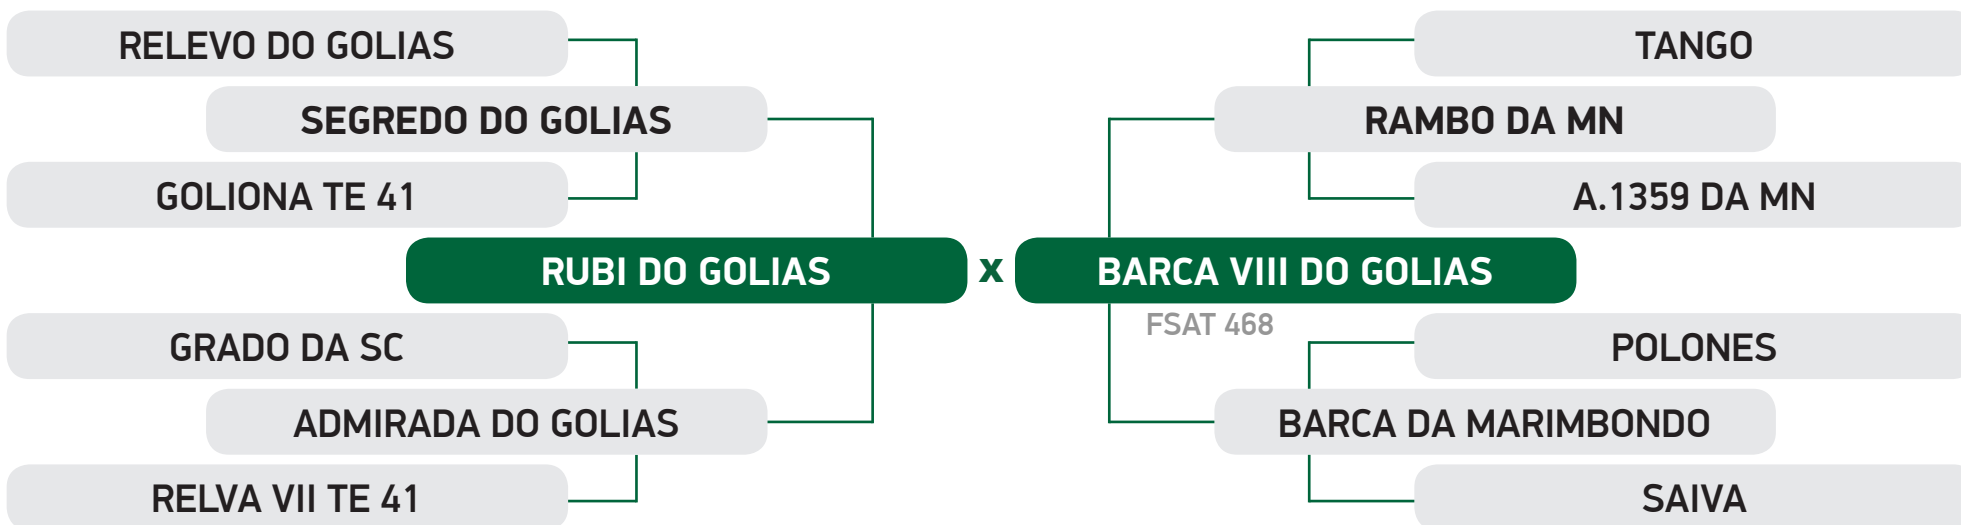 RELEVO DO GOLIAS
TANGO
SEGREDO DO GOLIAS
RAMBO DA MN
GOLIONA TE 41
A.1359 DA MN
RUBI DO GOLIAS x BARCA VIII DO GOLIAS
FSAT 468
GRADO DA SC
POLONES
ADMIRADA DO GOLIAS
BARCA DA MARIMBONDO
RELVA VII TE 41
SAIVA